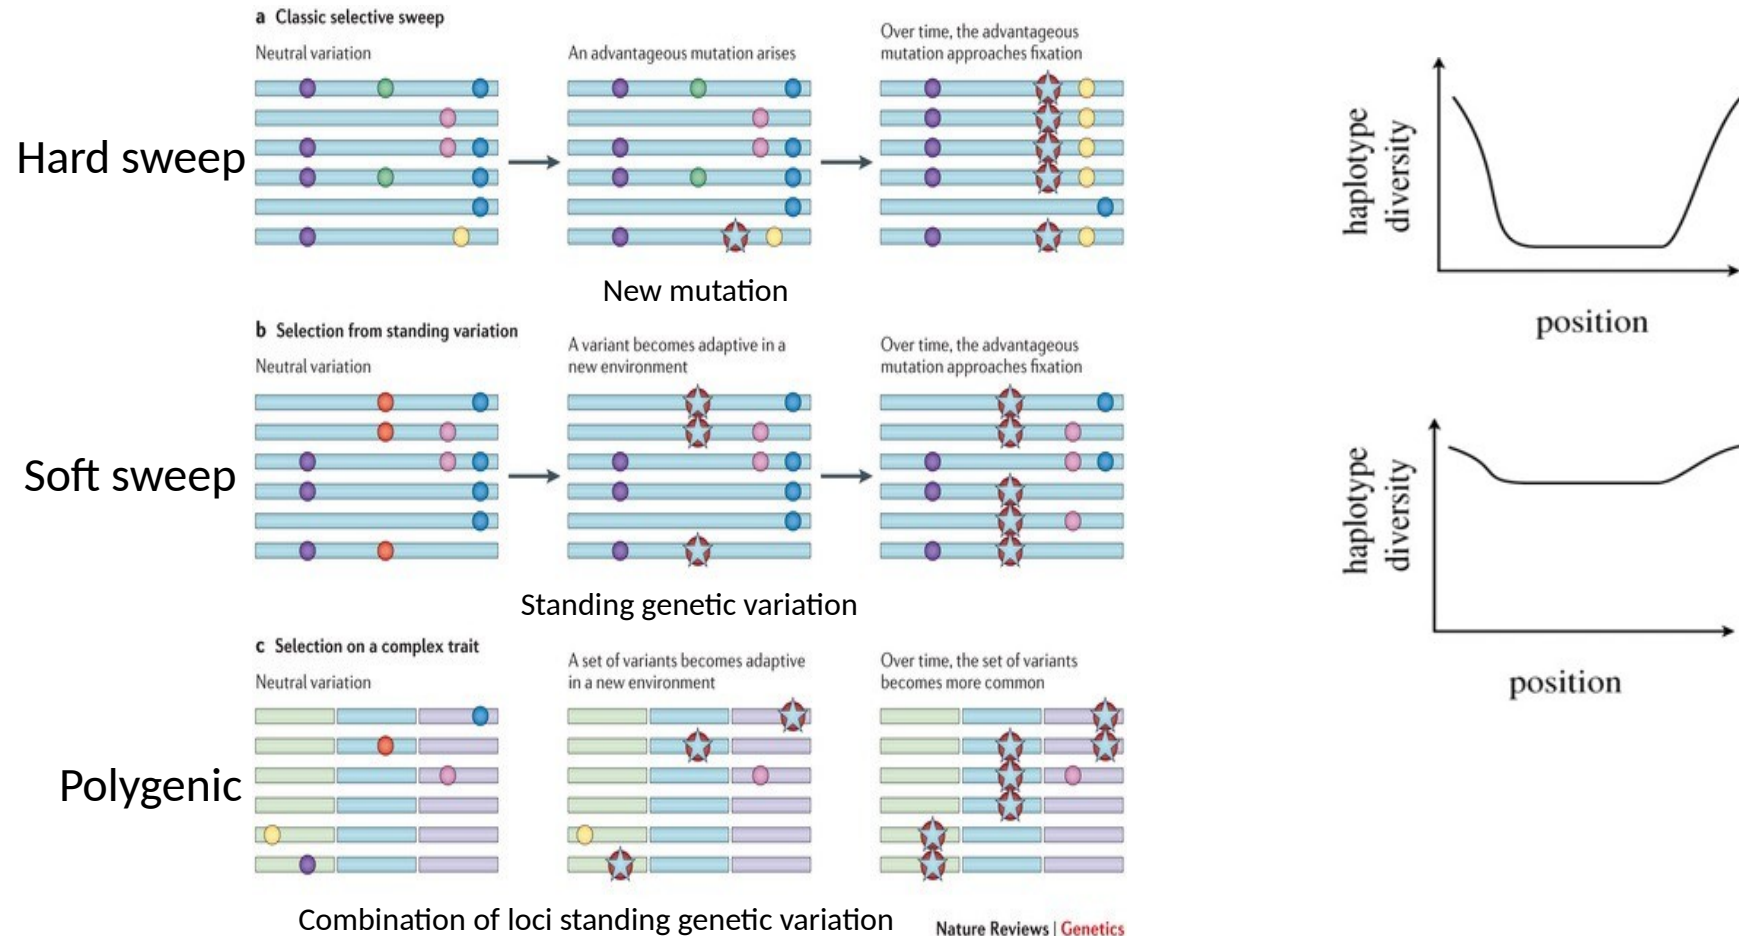 a Classic selective sweep
Neutral variation
An advantageous mutation arises
Over time, the advantageous
mutation approaches fixation
Hard sweep
New mutation
haplotype
diversity
position
b Selection from standing variation
Neutral variation
A variant becomes adaptive in a
new environment
Over time, the advantageous
mutation approaches fixation
Soft sweep
Standing genetic variation
haplotype
diversity
position
c Selection on a complex trait
Neutral variation
A set of variants becomes adaptive
in a new environment
Over time, the set of variants
becomes more common
Polygenic
Combination of loci standing genetic variation
Nature Reviews | Genetics